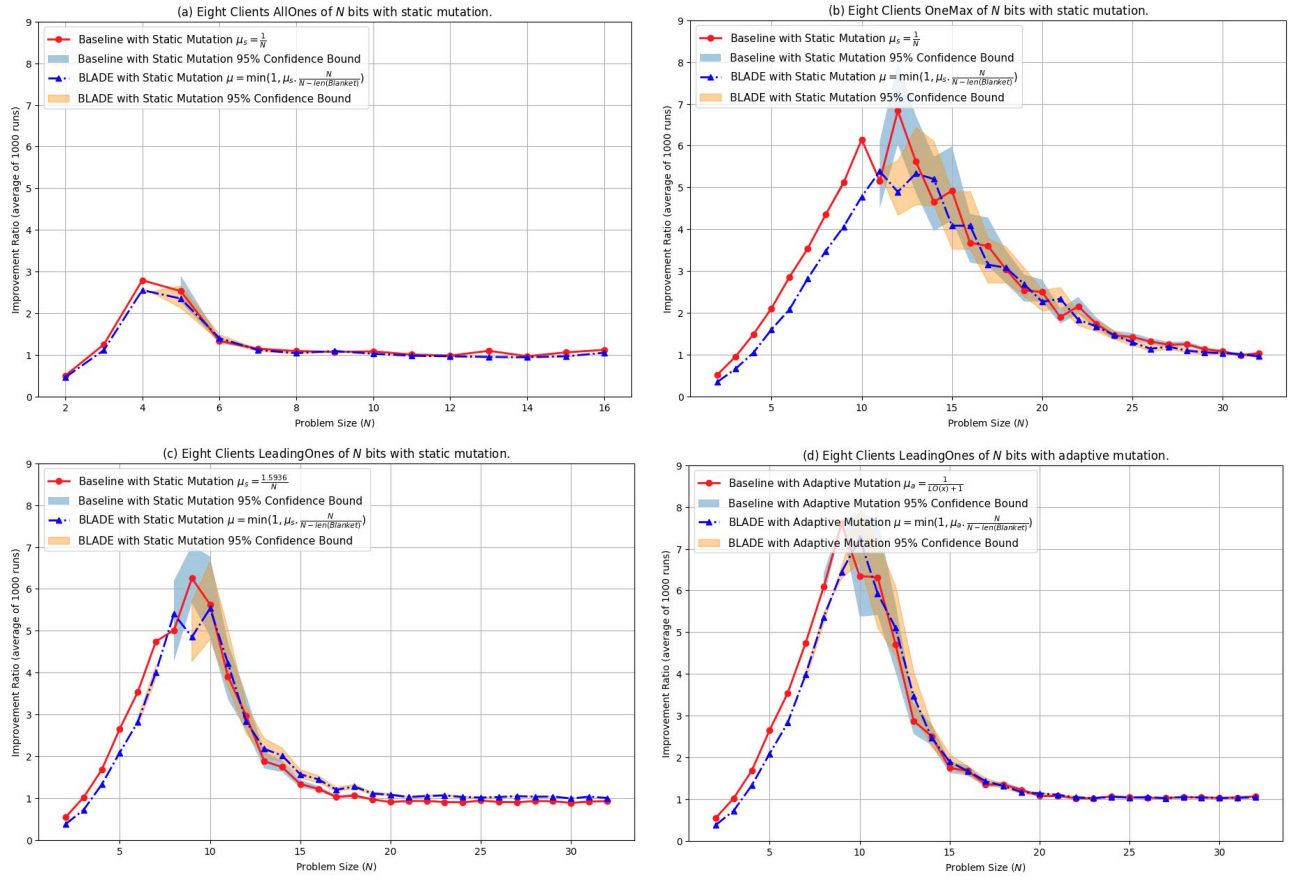 (a) Eight Clients AllOnes of N bits with static mutation.
Baseline with Static Mutation μₛ = 1/N
Baseline with Static Mutation 95% Confidence Bound
BLADE with Static Mutation μ = min(1, μₛ. N/(N−len(Blanket)))
BLADE with Static Mutation 95% Confidence Bound
Improvement Ratio (average of 1000 runs)
9
8
7
6
5
4
3
2
1
0
2 4 6 8 10 12 14 16
Problem Size (N)
(b) Eight Clients OneMax of N bits with static mutation.
Baseline with Static Mutation μₛ = 1/N
Baseline with Static Mutation 95% Confidence Bound
BLADE with Static Mutation μ = min(1, μₛ. N/(N−len(Blanket)))
BLADE with Static Mutation 95% Confidence Bound
Improvement Ratio (average of 1000 runs)
9
8
7
6
5
4
3
2
1
0
5 10 15 20 25 30
Problem Size (N)
(c) Eight Clients LeadingOnes of N bits with static mutation.
Baseline with Static Mutation μₛ = 1.5936/N
Baseline with Static Mutation 95% Confidence Bound
BLADE with Static Mutation μ = min(1, μₛ. N/(N−len(Blanket)))
BLADE with Static Mutation 95% Confidence Bound
Improvement Ratio (average of 1000 runs)
9
8
7
6
5
4
3
2
1
0
5 10 15 20 25 30
Problem Size (N)
(d) Eight Clients LeadingOnes of N bits with adaptive mutation.
Baseline with Adaptive Mutation μₐ = 1/(LO(x)+1)
Baseline with Adaptive Mutation 95% Confidence Bound
BLADE with Adaptive Mutation μ = min(1, μₐ. N/(N−len(Blanket)))
BLADE with Adaptive Mutation 95% Confidence Bound
Improvement Ratio (average of 1000 runs)
9
8
7
6
5
4
3
2
1
0
5 10 15 20 25 30
Problem Size (N)